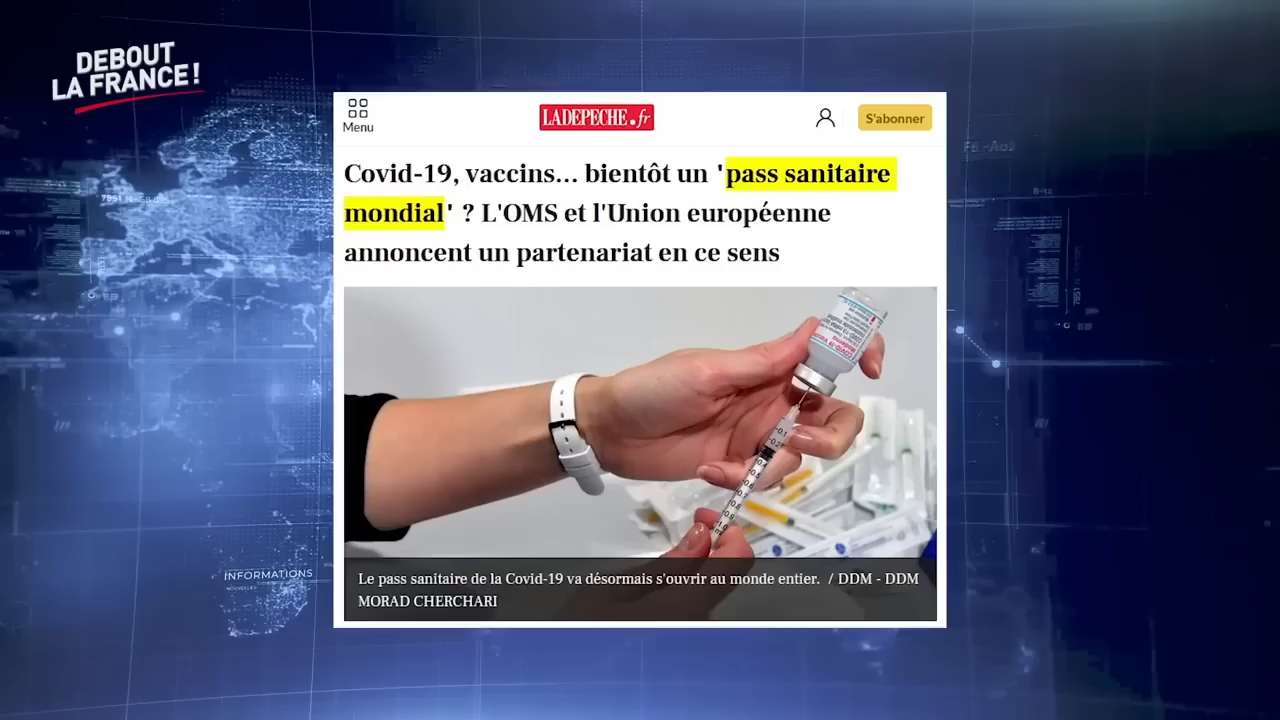 DEBOUT
LA FRANCE !
Menu
LADEPECHE.fr
S'abonner
Covid-19, vaccins... bientôt un 'pass sanitaire
mondial' ? L'OMS et l'Union européenne
annoncent un partenariat en ce sens
Le pass sanitaire de la Covid-19 va désormais s'ouvrir au monde entier. / DDM - DDM
MORAD CHERCHARI
INFORMATIONS